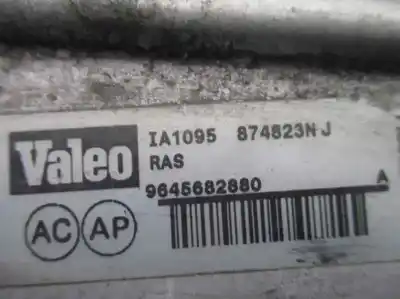 Valeo
IA1095 874823N J
RAS
9645682880 A
AC AP